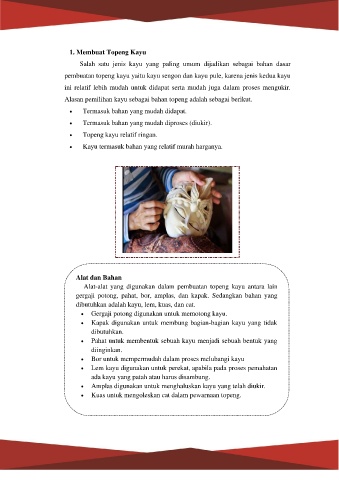 1. Membuat Topeng Kayu
Salah satu jenis kayu yang paling umum dijadikan sebagai bahan dasar
pembuatan topeng kayu yaitu kayu sengon dan kayu pule, karena jenis kedua kayu
ini relatif lebih mudah untuk didapat serta mudah juga dalam proses mengukir.
Alasan pemilihan kayu sebagai bahan topeng adalah sebagai berikut.
• Termasuk bahan yang mudah didapat.
• Termasuk bahan yang mudah diproses (diukir).
• Topeng kayu relatif ringan.
• Kayu termasuk bahan yang relatif murah harganya.
Alat dan Bahan
Alat-alat yang digunakan dalam pembuatan topeng kayu antara lain
gergaji potong, pahat, bor, amplas, dan kapak. Sedangkan bahan yang
dibutuhkan adalah kayu, lem, kuas, dan cat.
• Gergaji potong digunakan untuk memotong kayu.
• Kapak digunakan untuk membung bagian-bagian kayu yang tidak
dibutuhkan.
• Pahat untuk membentuk sebuah kayu menjadi sebuah bentuk yang
diinginkan.
• Bor untuk mempermudah dalam proses melubangi kayu
• Lem kayu digunakan untuk perekat, apabila pada proses pemahatan
ada kayu yang patah atau harus disambung.
• Amplas digunakan untuk menghaluskan kayu yang telah diukir.
• Kuas untuk mengoleskan cat dalam pewarnaan topeng.